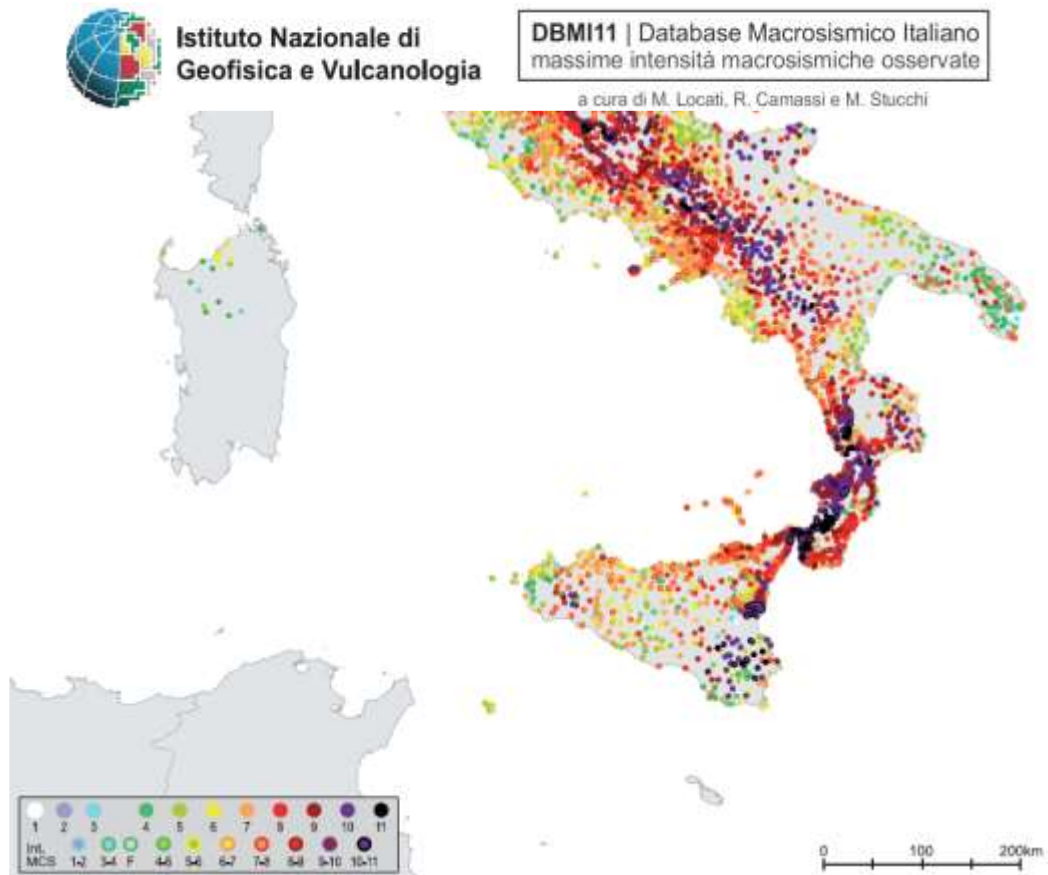 Istituto Nazionale di
Geofisica e Vulcanologia
DBMI11 | Database Macrosismico Italiano
massime intensità macrosismiche osservate
a cura di M. Locati, R. Camassi e M. Stucchi
1 2 3 4 5 6 7 8 9 10 11
Int.
MCS 1-2 3-4 F 4-5 5-6 6-7 7-8 8-9 9-10 10-11
0 100 200km